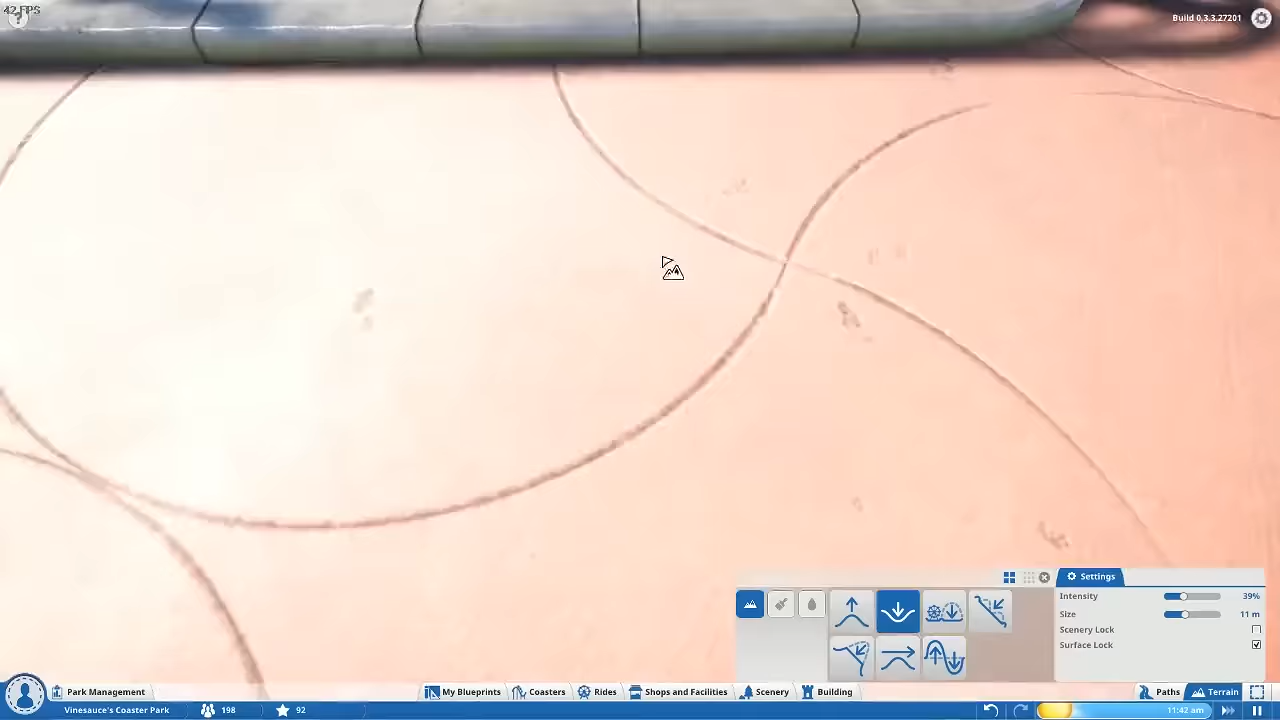 42 FPS
Build 0.3.3.27201
Settings
Intensity 39%
Size 11 m
Scenery Lock
Surface Lock
Park Management My Blueprints Coasters Rides Shops and Facilities Scenery Building Paths Terrain
Vinesauce's Coaster Park 198 92 11:42 am